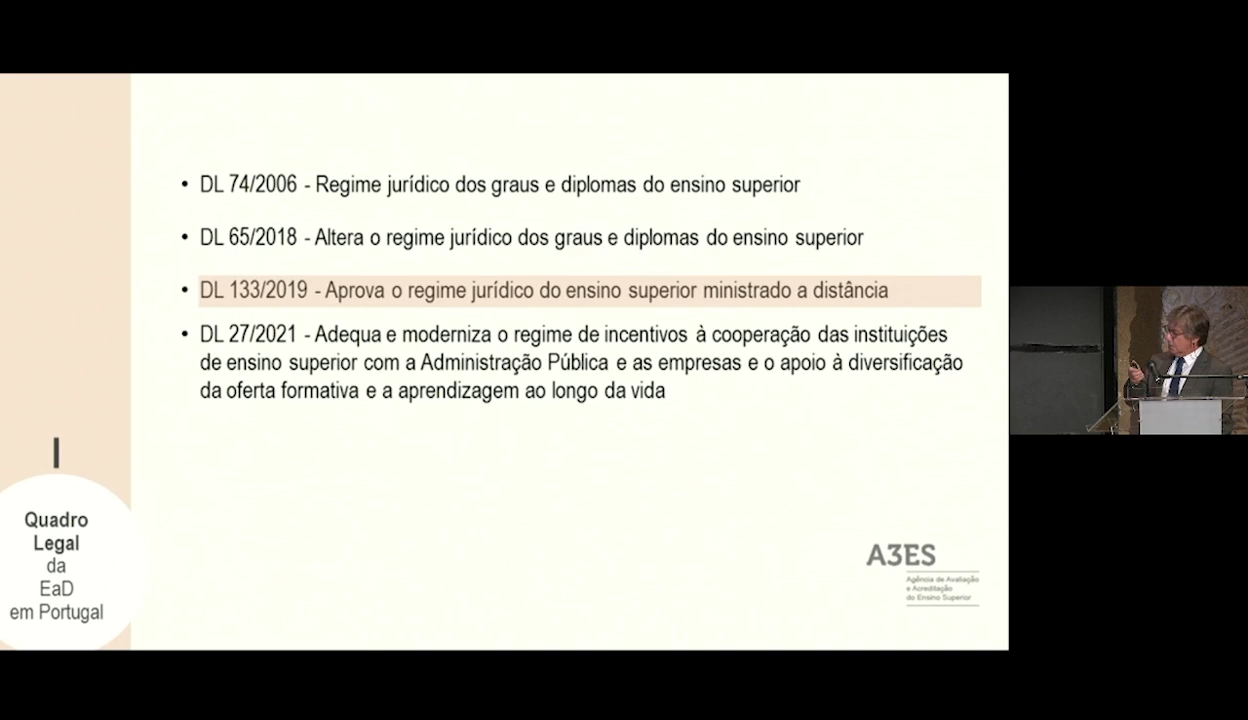 • DL 74/2006 - Regime jurídico dos graus e diplomas do ensino superior
• DL 65/2018 - Altera o regime jurídico dos graus e diplomas do ensino superior
• DL 133/2019 - Aprova o regime jurídico do ensino superior ministrado a distância
• DL 27/2021 - Adequa e moderniza o regime de incentivos à cooperação das instituições
de ensino superior com a Administração Pública e as empresas e o apoio à diversificação
da oferta formativa e a aprendizagem ao longo da vida
I
Quadro
Legal
da
EaD
em Portugal
A3ES
Agência de Avaliação
e Acreditação
do Ensino Superior